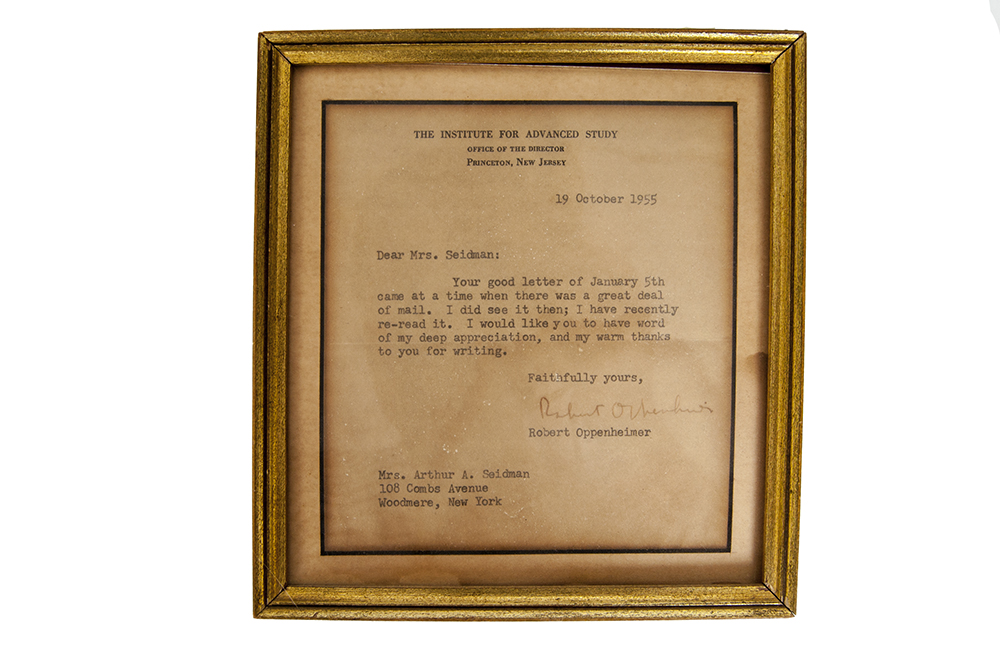 THE INSTITUTE FOR ADVANCED STUDY
OFFICE OF THE DIRECTOR
PRINCETON, NEW JERSEY
19 October 1955
Dear Mrs. Seidman:
Your good letter of January 5th
came at a time when there was a great deal
of mail. I did see it then; I have recently
re-read it. I would like you to have word
of my deep appreciation, and my warm thanks
to you for writing.
Faithfully yours,
Robert Oppenheimer
Robert Oppenheimer
Mrs. Arthur A. Seidman
108 Combs Avenue
Woodmere, New York